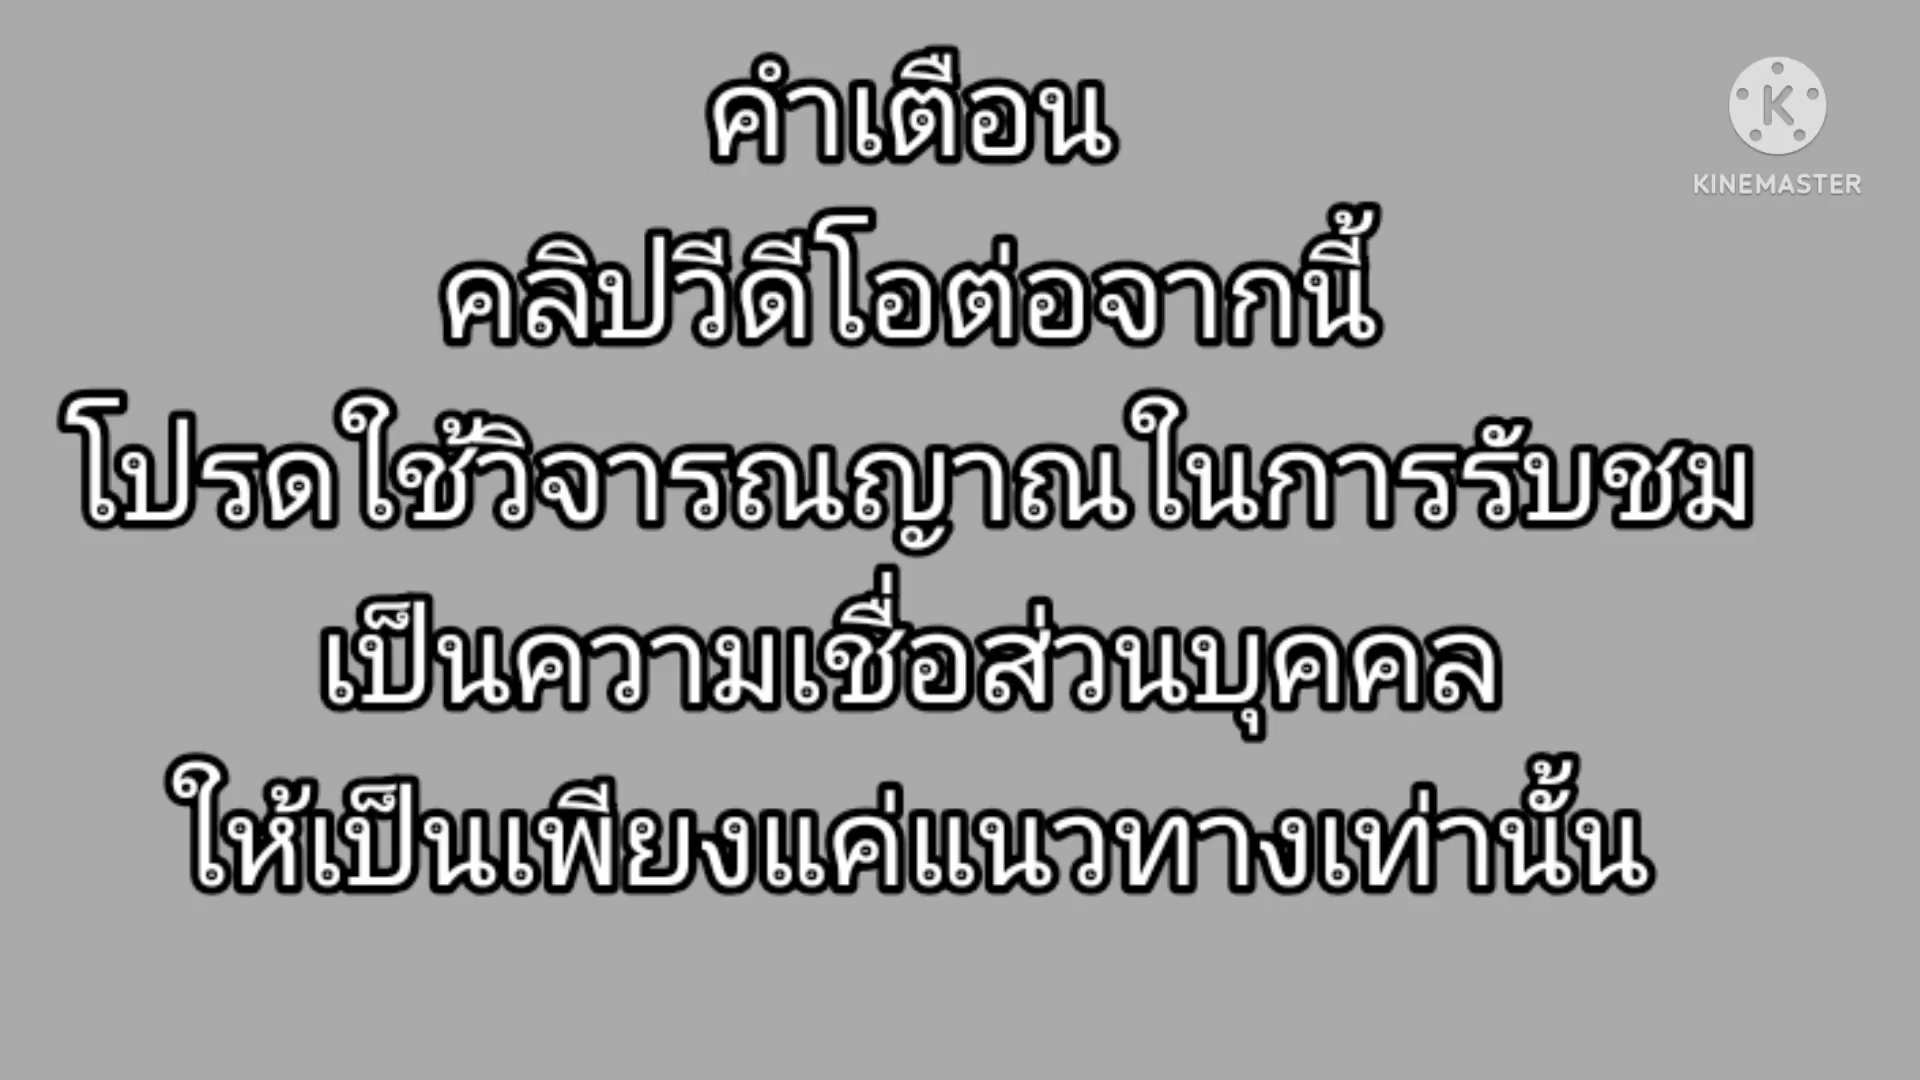 คำเตือน
KINEMASTER
คลิปวีดีโอต่อจากนี้
โปรดใช้วิจารณญาณในการรับชม
เป็นความเชื่อส่วนบุคคล
ให้เป็นเพียงแค่แนวทางเท่านั้น